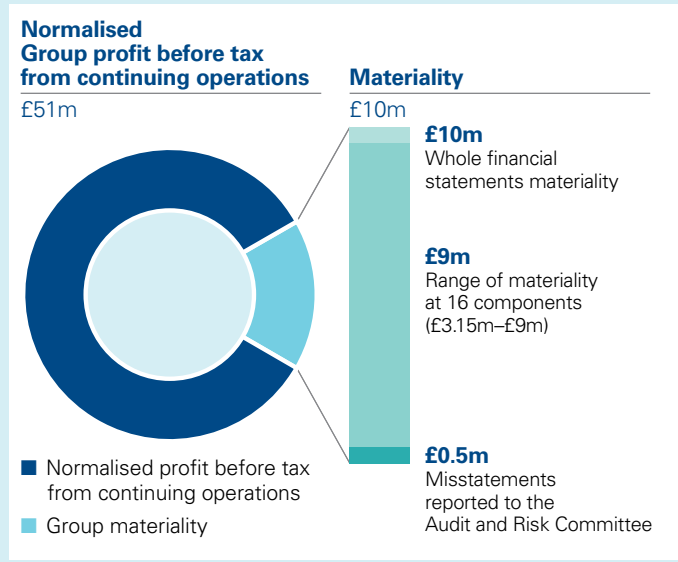 Normalised
Group profit before tax
from continuing operations
£51m
Materiality
£10m
£10m
Whole financial
statements materiality
£9m
Range of materiality
at 16 components
(£3.15m–£9m)
£0.5m
Misstatements
reported to the
Audit and Risk Committee
Normalised profit before tax
from continuing operations
Group materiality